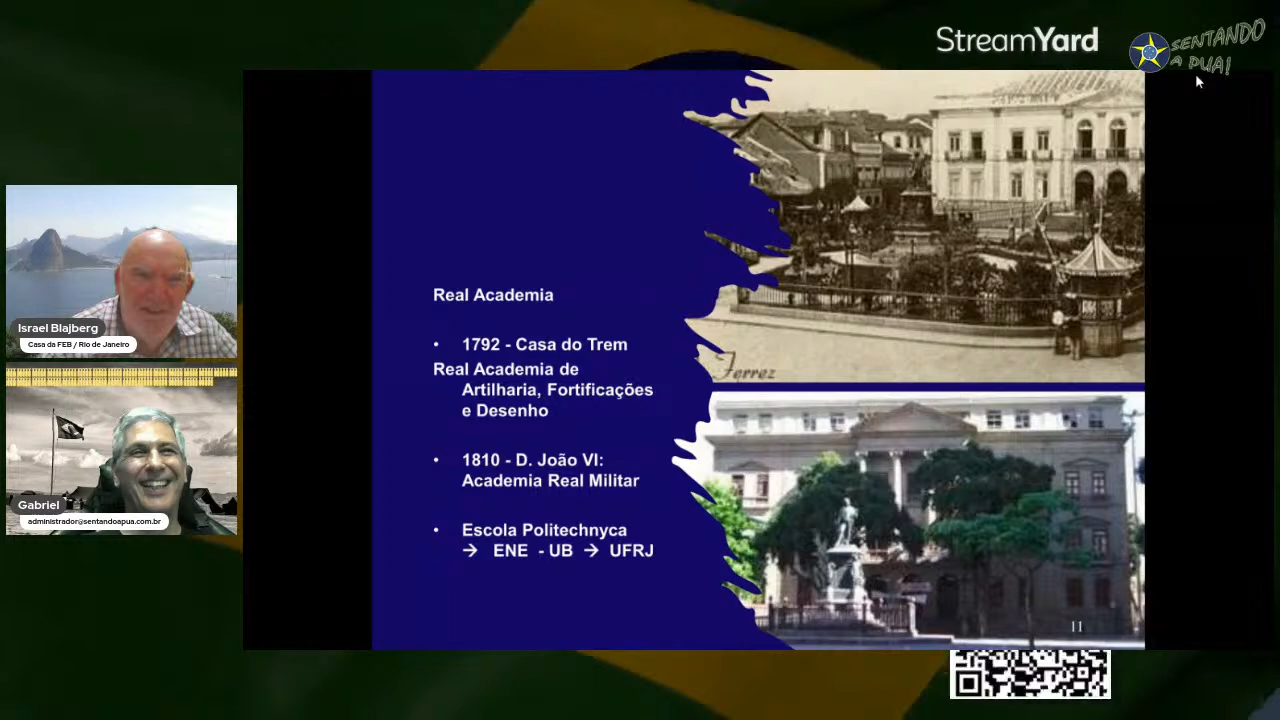 StreamYard
SENTANDO
A PUA!
Real Academia
• 1792 - Casa do Trem
Real Academia de
Artilharia, Fortificações
e Desenho
• 1810 - D. João VI:
Academia Real Militar
• Escola Politechnyca
→ ENE - UB → UFRJ
Ferrez
11
Israel Blajberg
Casa da FEB / Rio de Janeiro
Gabriel
administrador@sentandoapua.com.br